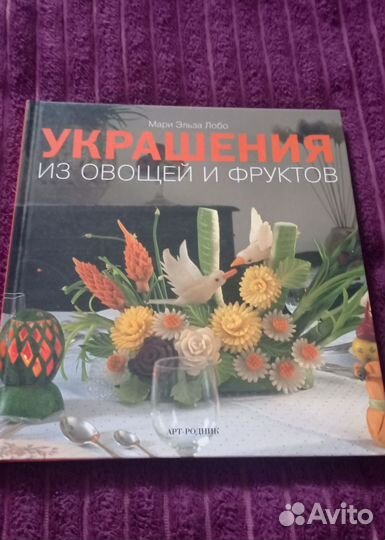 Мари Эльза Лобо
УКРАШЕНИЯ
ИЗ ОВОЩЕЙ И ФРУКТОВ
АРТ-РОДНИК
Avito